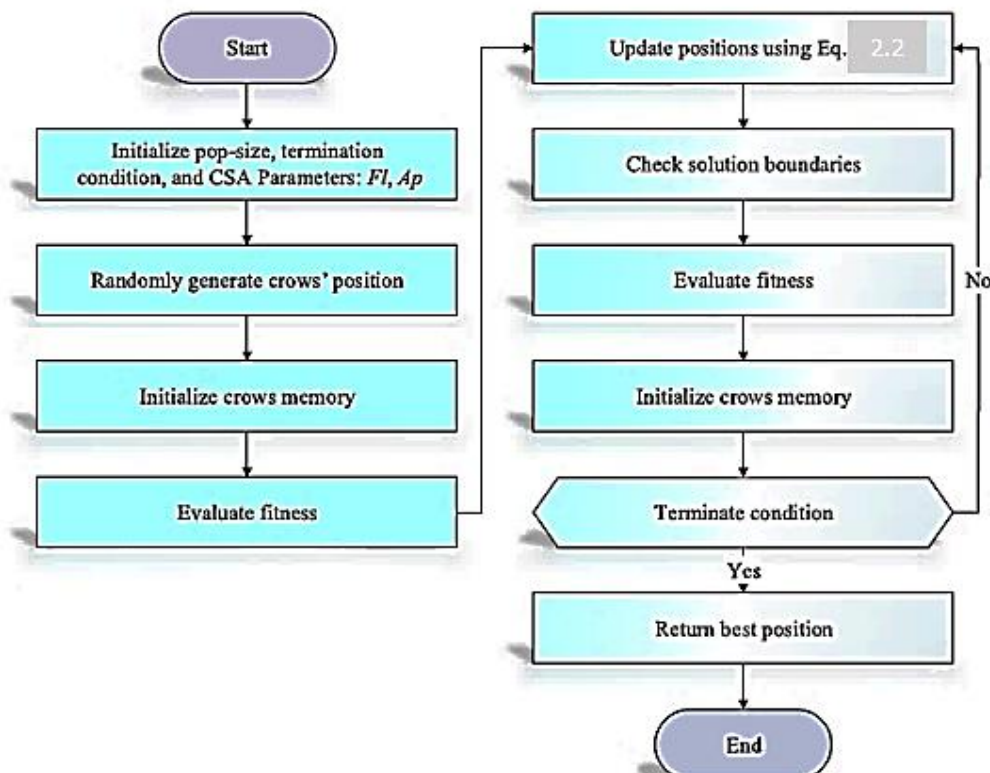 Start
Initialize pop-size, termination
condition, and CSA Parameters: Fl, Ap
Randomly generate crows' position
Initialize crows memory
Evaluate fitness
Update positions using Eq. 2.2
Check solution boundaries
Evaluate fitness
Initialize crows memory
Terminate condition
No
Yes
Return best position
End